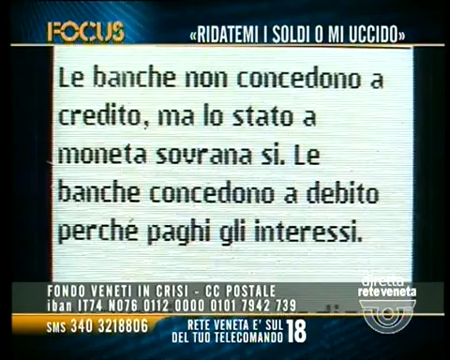 FOCUS
«RIDATEMI I SOLDI O MI UCCIDO»
Le banche non concedono a
credito, ma lo stato a
moneta sovrana si. Le
banche concedono a debito
perché paghi gli interessi.
diretta
reteveneta
FONDO VENETI IN CRISI - CC POSTALE
iban IT74 N076 0112 0000 0101 7942 739
SMS 340 3218806
RETE VENETA E' SUL
DEL TUO TELECOMANDO
18